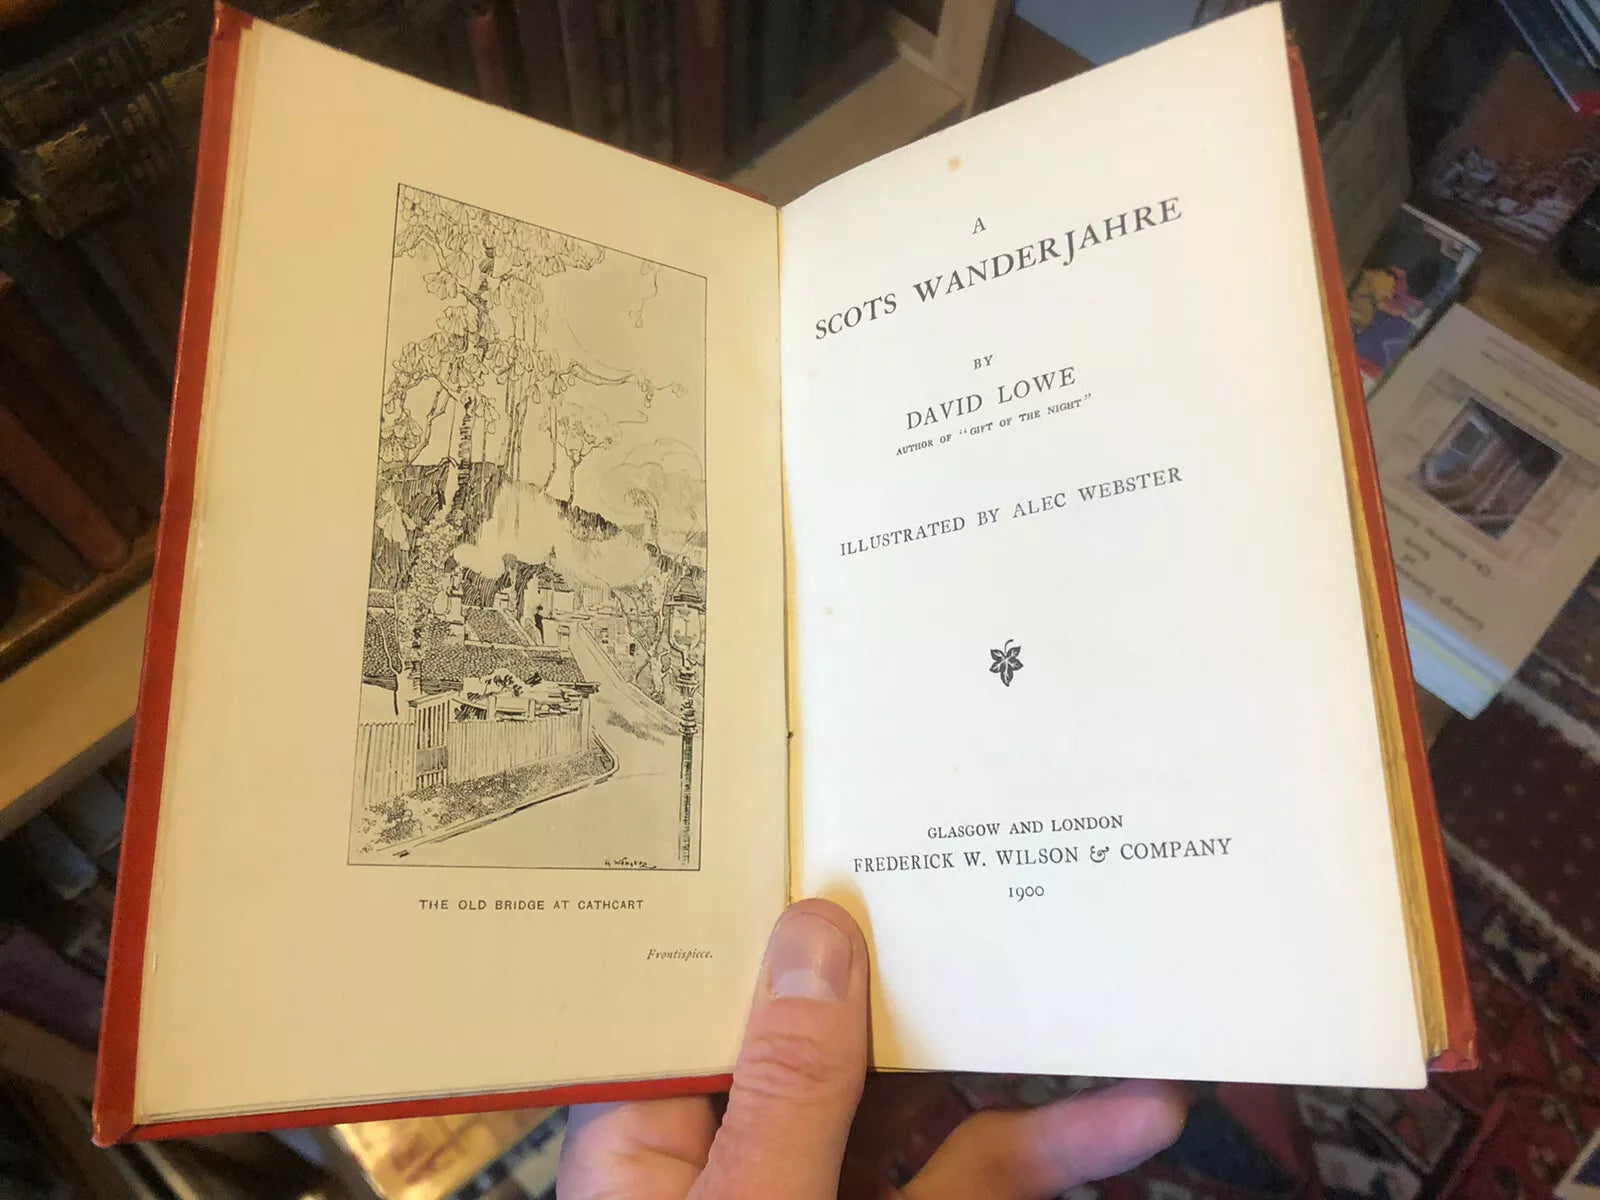 THE OLD BRIDGE AT CATHCART
Frontispiece.
A
SCOTS WANDERJAHRE
BY
DAVID LOWE
AUTHOR OF "GIFT OF THE NIGHT"
ILLUSTRATED BY ALEC WEBSTER
GLASGOW AND LONDON
FREDERICK W. WILSON & COMPANY
1900